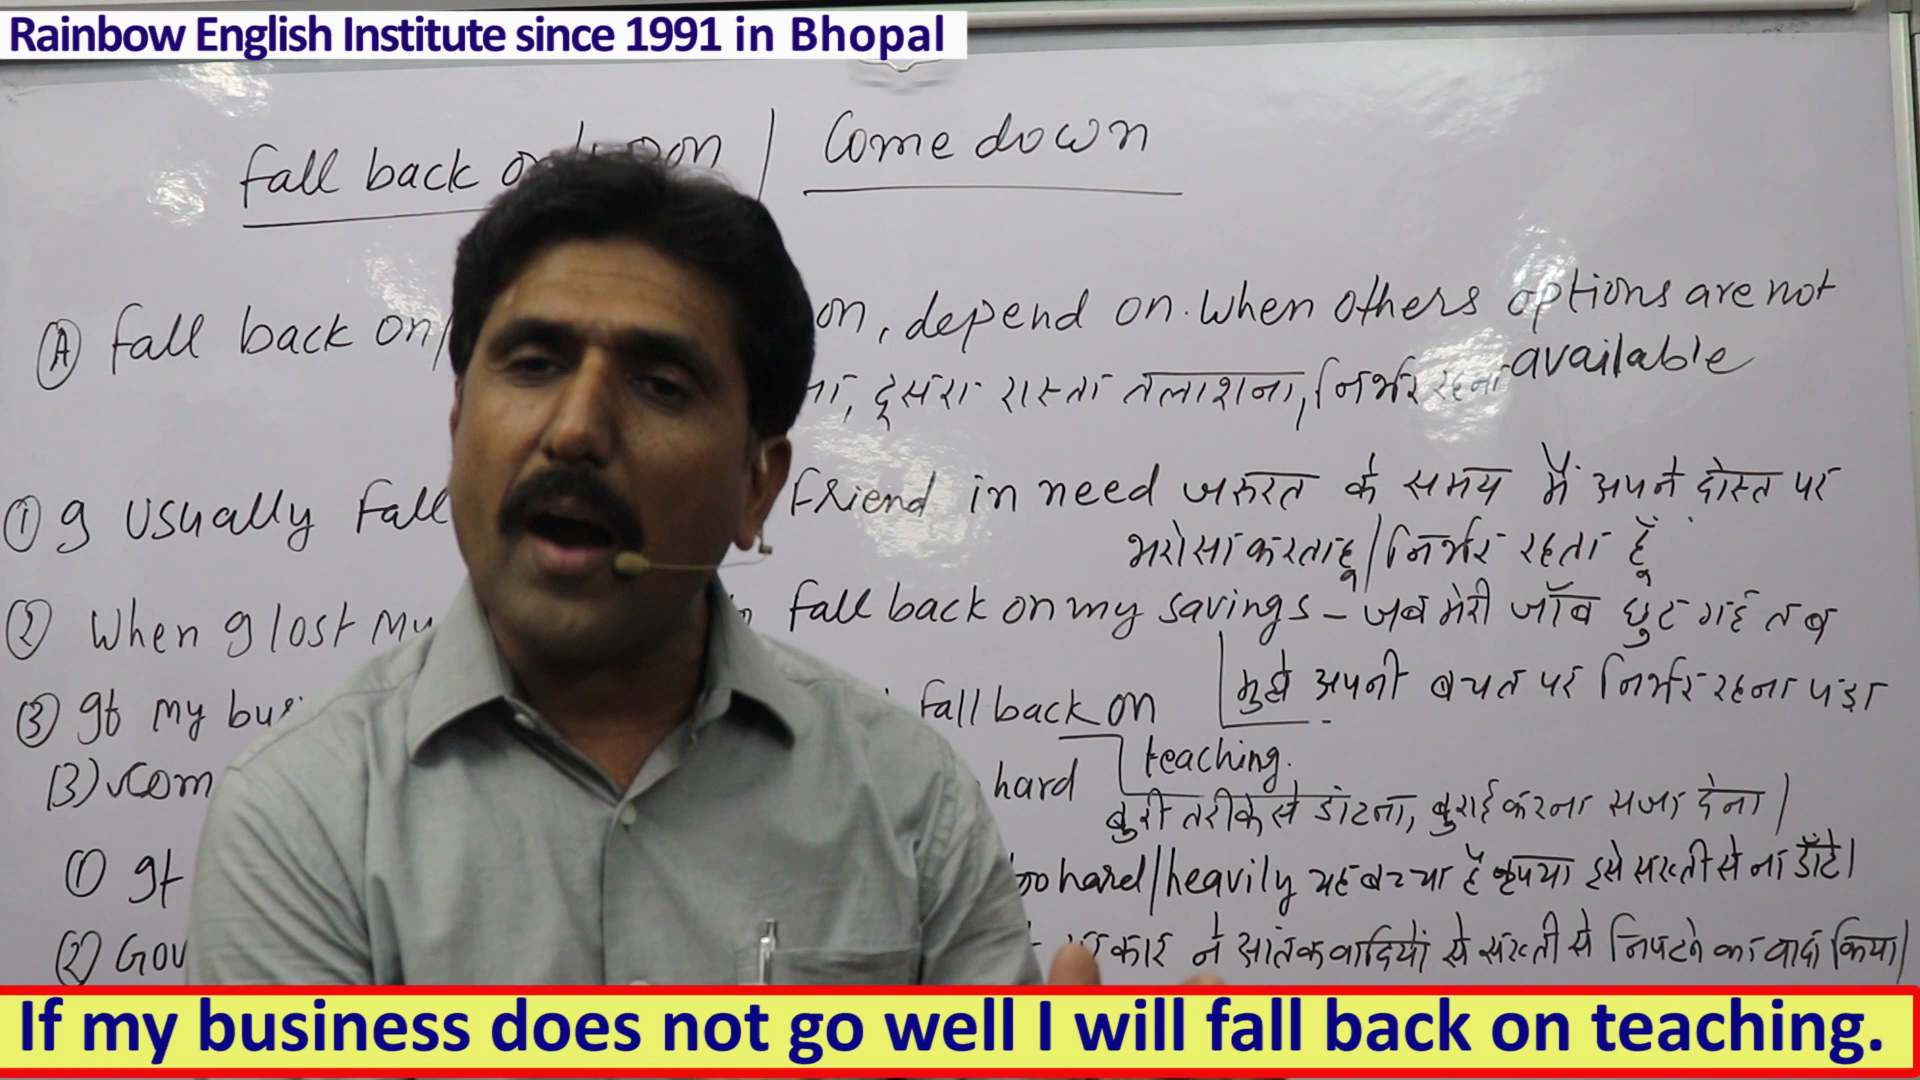 Rainbow English Institute since 1991 in Bhopal
fall back on / Come down
(A) fall back on on, depend on. when others options are not
available
दूसरा रास्ता तलाशना, निर्भर रहना
(1) I usually fall Friend in need जरूरत के समय में अपने दोस्त पर
भरोसा करता हू / निर्भर रहता हूँ
(2) When I lost my fall back on my savings - जब मेरी जॉब छुट गई तब
मुझे अपनी बचत पर निर्भर रहना पड़ा
(3) If my busi fall back on
teaching.
(B) Com hard
बुरी तरीके से डांटना, बुराई करना सजा देना।
(1) It too hard/heavily यह बच्चा है कृपया इसे सख्ती से ना डाँटे।
(2) Gov सरकार ने आंतकवादियों से सख्ती से निपटने का वादा किया।
If my business does not go well I will fall back on teaching.